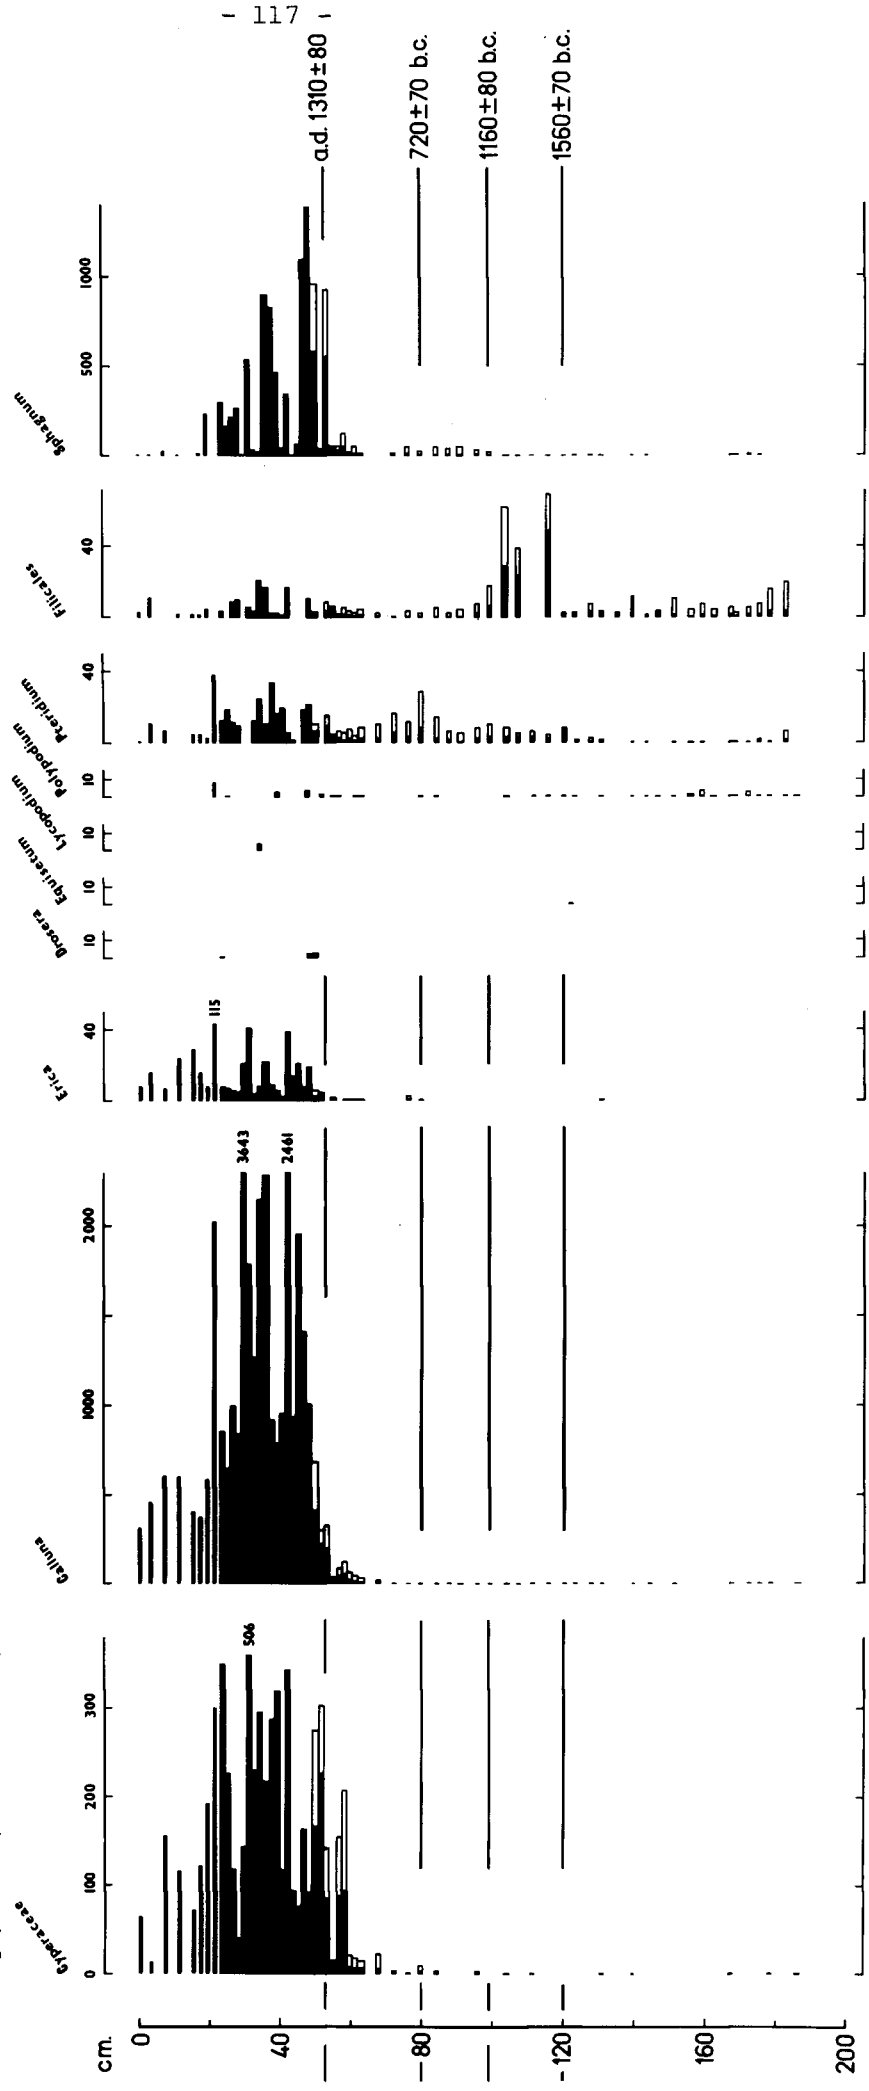 - 117 -
a.d. 1310±80
720±70 b.c.
1160±80 b.c.
1560±70 b.c.
Sphagnum
500
1000
Filicales
40
Pteridium
40
Polypodium
10
Lycopodium
10
Equisetum
10
Drosera
10
Erica
40
115
Calluna
1000
2000
3643
2461
Cyperaceae
0
100
200
300
506
cm.
0
40
80
120
160
200